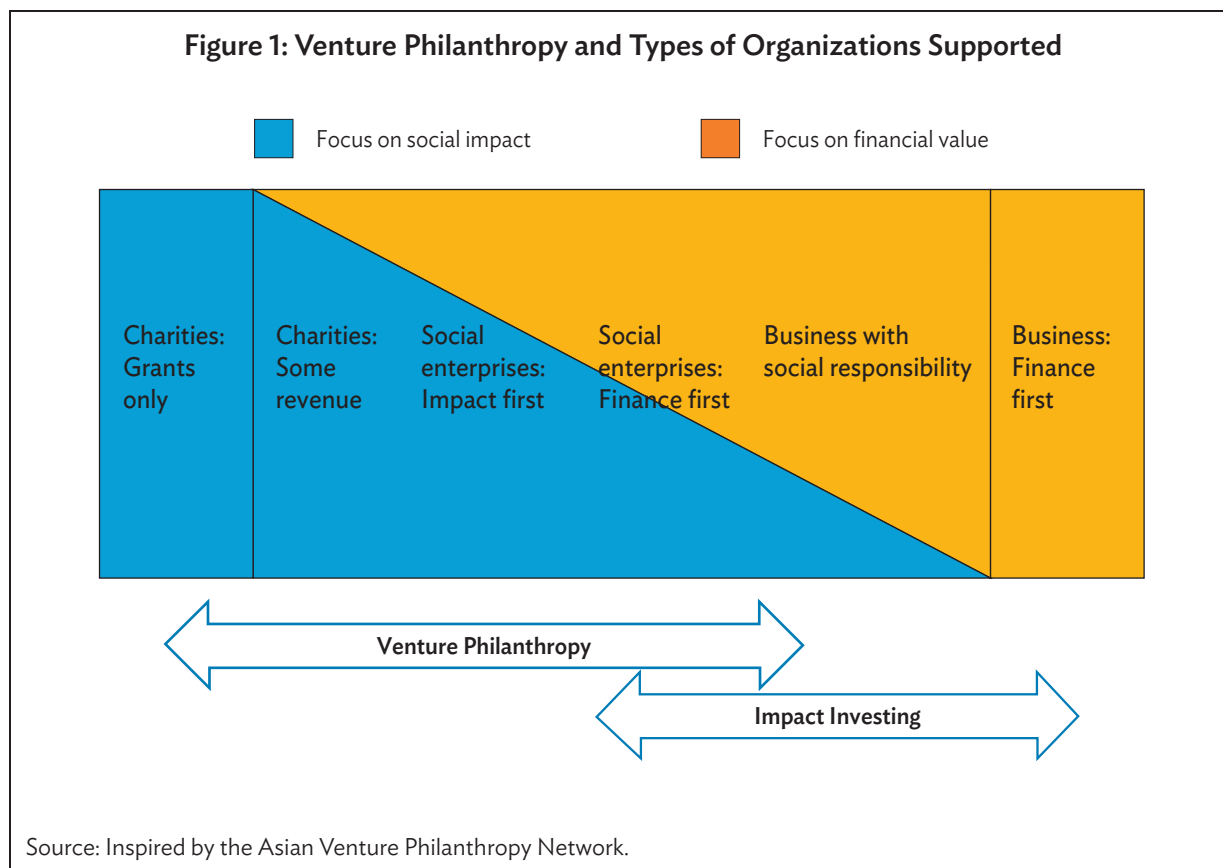 Figure 1: Venture Philanthropy and Types of Organizations Supported
Focus on social impact
Focus on financial value
Charities:
Grants
only
Charities:
Some
revenue
Social
enterprises:
Impact first
Social
enterprises:
Finance first
Business with
social responsibility
Business:
Finance
first
Venture Philanthropy
Impact Investing
Source: Inspired by the Asian Venture Philanthropy Network.